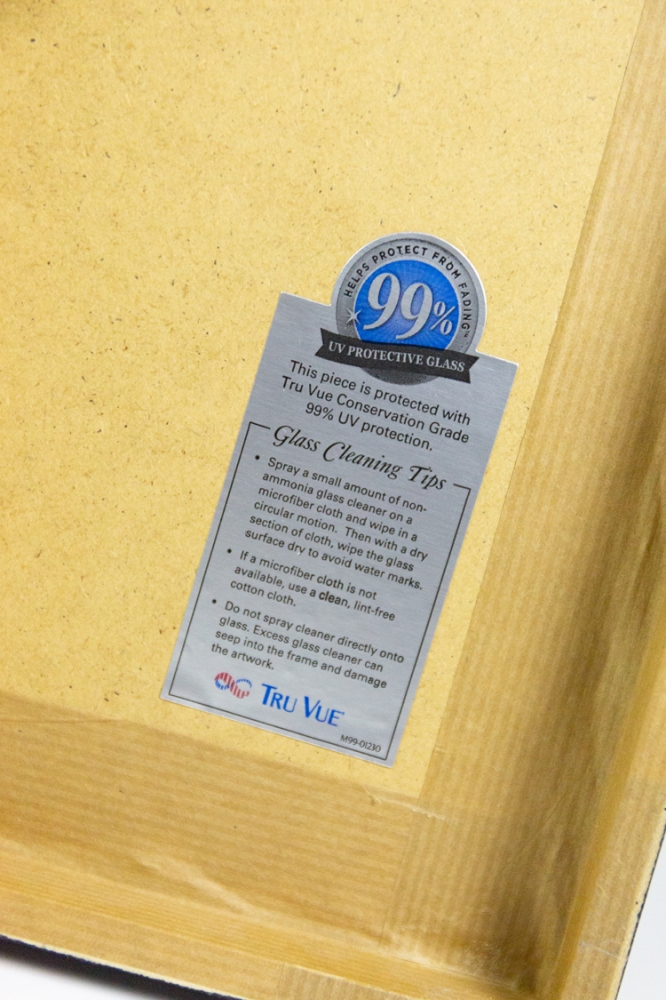 HELPS PROTECT FROM FADING™
99%
UV PROTECTIVE GLASS
This piece is protected with
Tru Vue Conservation Grade
99% UV protection.
Glass Cleaning Tips
• Spray a small amount of non-
ammonia glass cleaner on a
microfiber cloth and wipe in a
circular motion. Then with a dry
section of cloth, wipe the glass
surface dry to avoid water marks.
• If a microfiber cloth is not
available, use a clean, lint-free
cotton cloth.
• Do not spray cleaner directly onto
glass. Excess glass cleaner can
seep into the frame and damage
the artwork.
TRU VUE
M99-01230